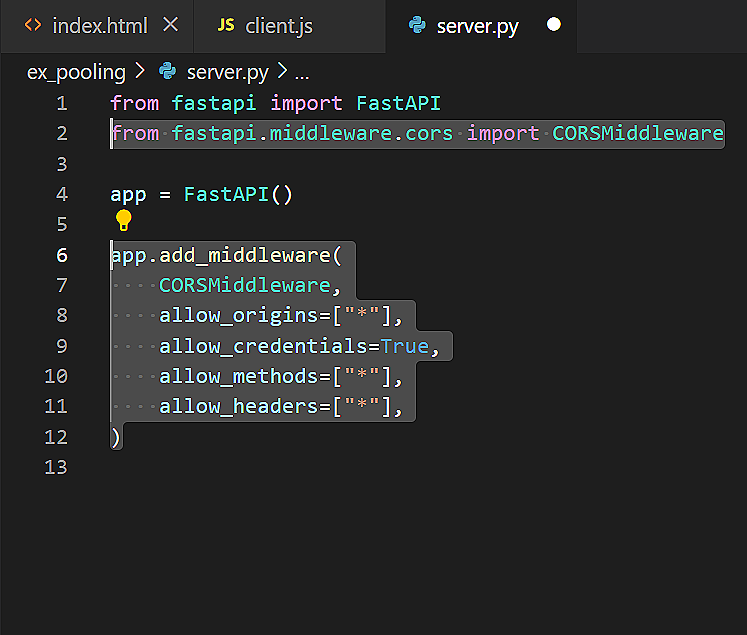 index.html client.js server.py
ex_pooling > server.py > ...
1 from fastapi import FastAPI
2 from fastapi.middleware.cors import CORSMiddleware
3
4 app = FastAPI()
5
6 app.add_middleware(
7     CORSMiddleware,
8     allow_origins=["*"],
9     allow_credentials=True,
10     allow_methods=["*"],
11     allow_headers=["*"],
12 )
13